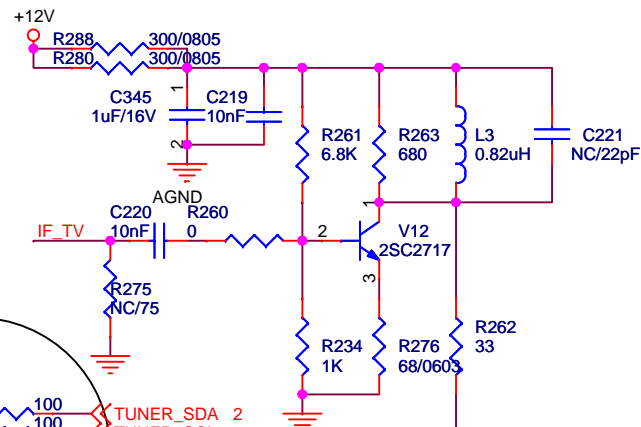 +12V
R288 300/0805
R280 300/0805
1
C345 C219
1uF/16V 10nF
2
R261
6.8K
R263
680
L3
0.82uH
C221
NC/22pF
AGND
C220 R260
10nF 0
IF_TV
1
2
V12
2SC2717
3
R275
NC/75
R234
1K
R276
68/0603
R262
33
100
TUNER_SDA 2
100